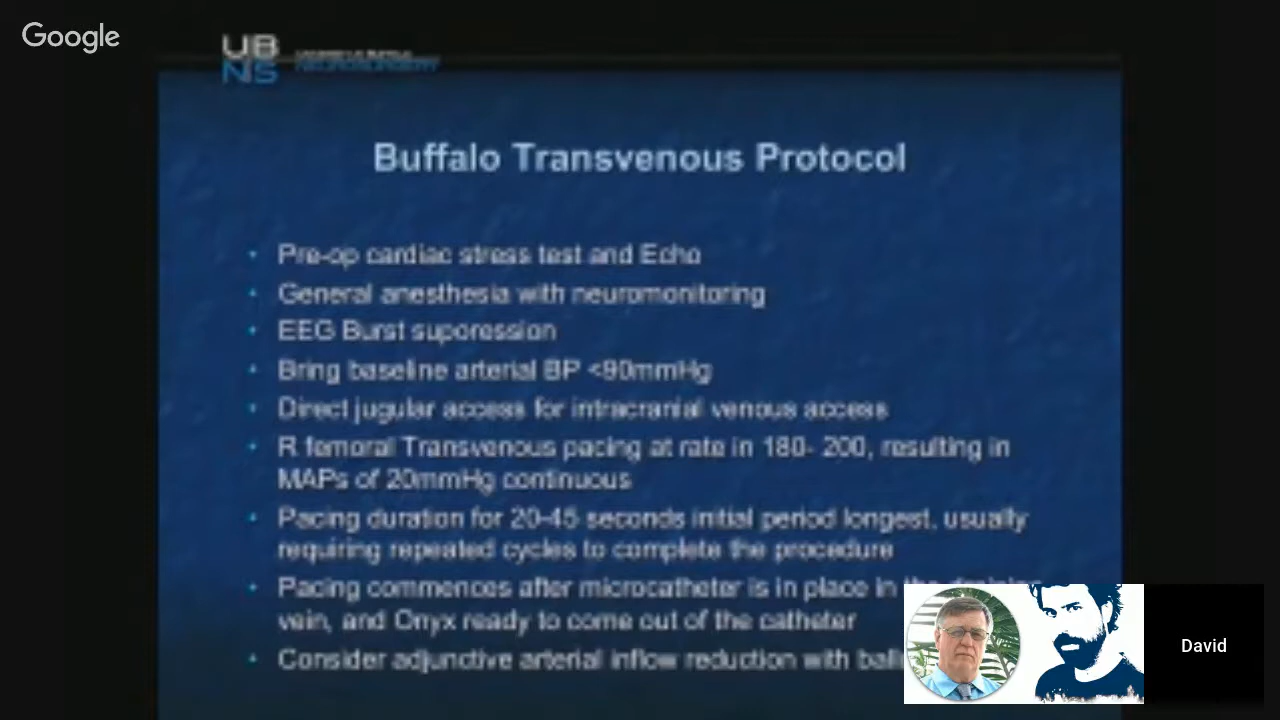 Google
UB
NS
NEUROSURGERY
Buffalo Transvenous Protocol
• Pre-op cardiac stress test and Echo
• General anesthesia with neuromonitoring
• EEG Burst suppression
• Bring baseline arterial BP <90mmHg
• Direct jugular access for intracranial venous access
• R femoral Transvenous pacing at rate in 180- 200, resulting in
MAPs of 20mmHg continuous
• Pacing duration for 20-45 seconds initial period longest, usually
requiring repeated cycles to complete the procedure
• Pacing commences after microcatheter is in place in
vein, and Onyx ready to come out of the catheter
• Consider adjunctive arterial inflow reduction with
David